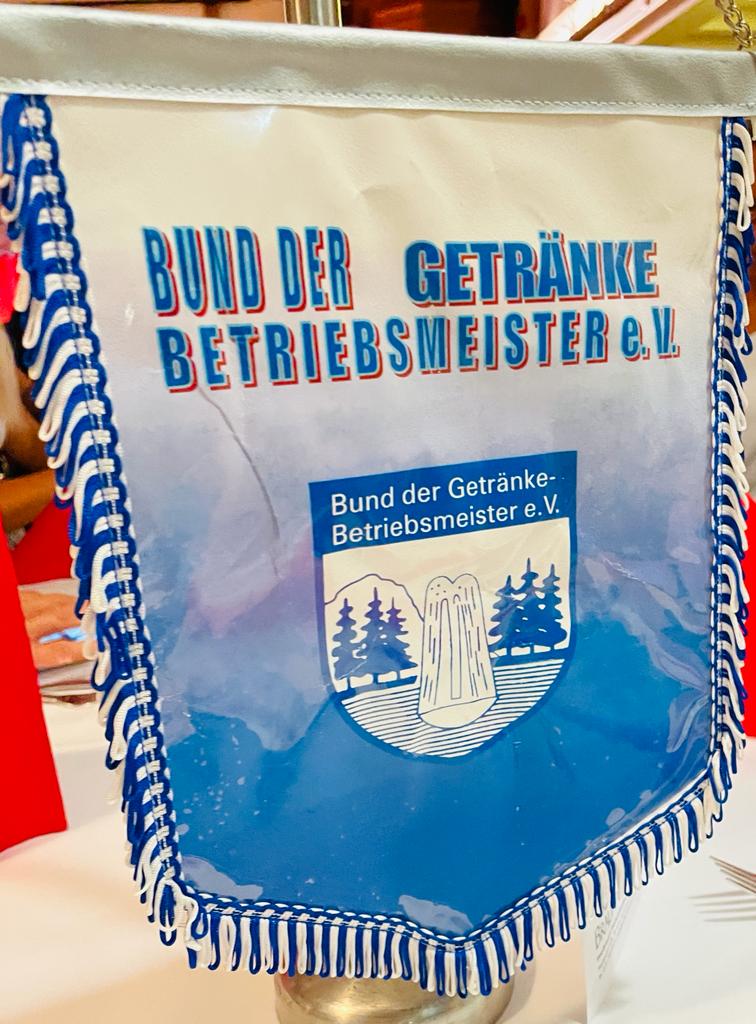 BUND DER GETRÄNKE
BETRIEBSMEISTER e.V.
Bund der Getränke-
Betriebsmeister e.V.